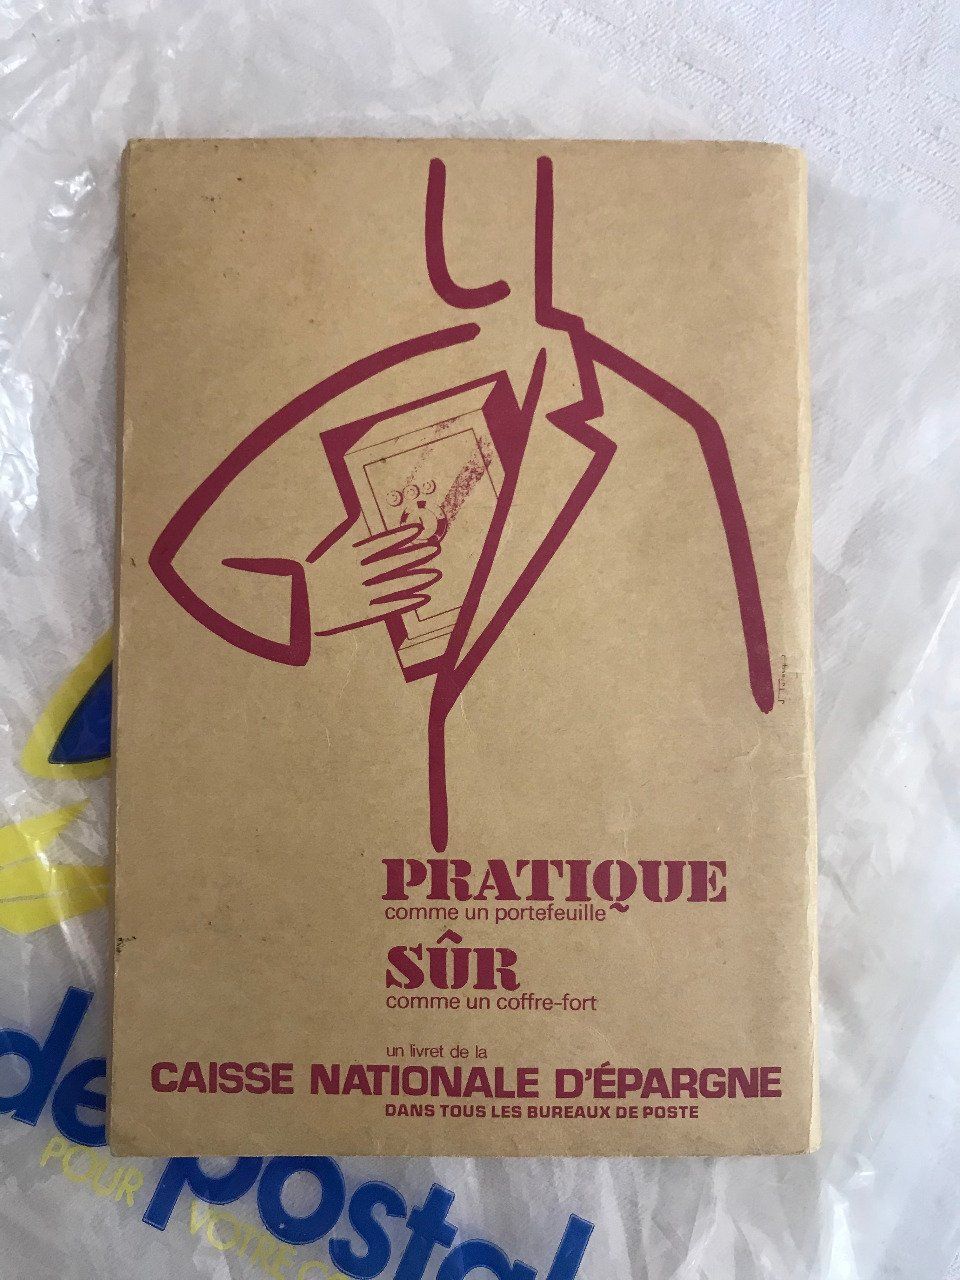 PRATIQUE
comme un portefeuille
SÛR
comme un coffre-fort
un livret de la
CAISSE NATIONALE D'ÉPARGNE
DANS TOUS LES BUREAUX DE POSTE
de
postal
POUR VOTRE